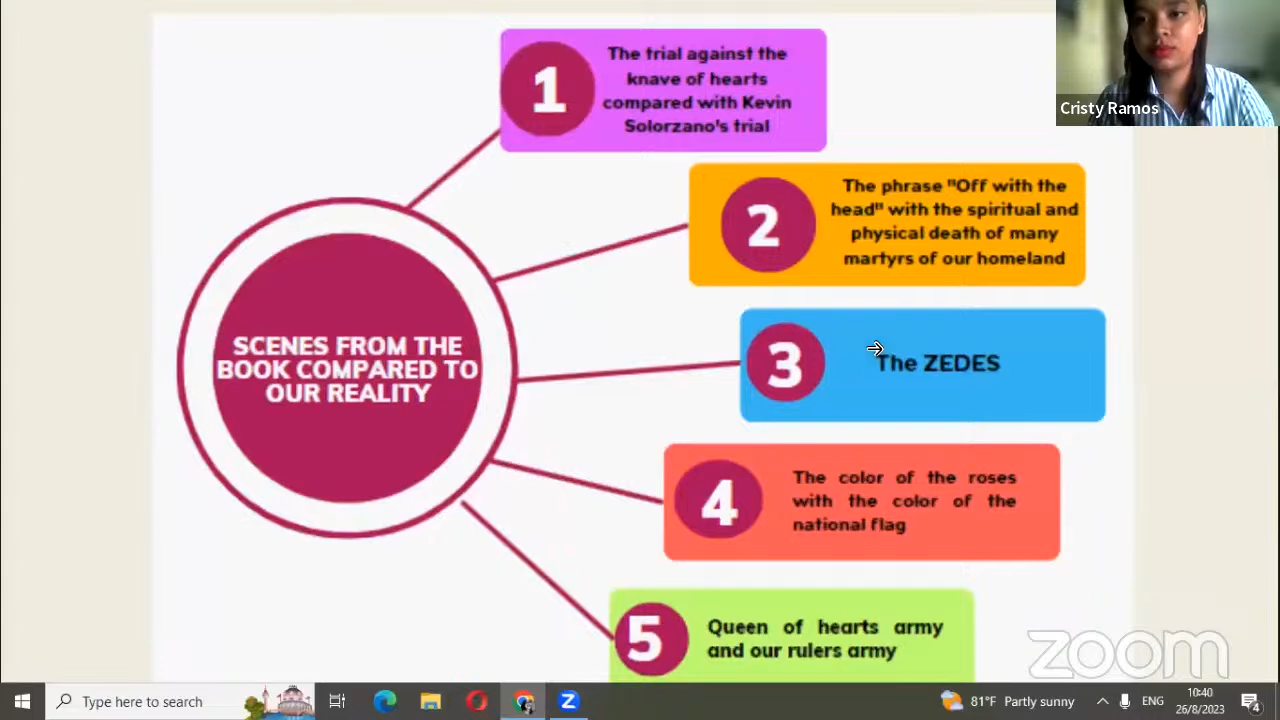 1
The trial against the
knave of hearts
compared with Kevin
Solorzano's trial
Cristy Ramos
2
The phrase "Off with the
head" with the spiritual and
physical death of many
martyrs of our homeland
SCENES FROM THE
BOOK COMPARED TO
OUR REALITY
3
The ZEDES
4
The color of the roses
with the color of the
national flag
5
Queen of hearts army
and our rulers army
zoom
Type here to search
81°F Partly sunny
ENG
10:40
26/8/2023
4